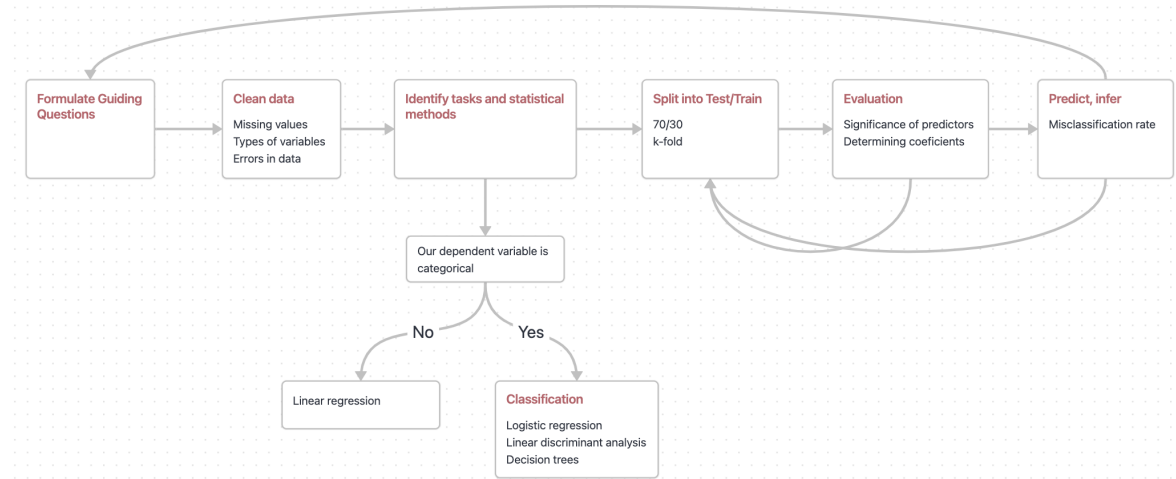 Formulate Guiding
Questions
Clean data
Missing values
Types of variables
Errors in data
Identify tasks and statistical
methods
Split into Test/Train
70/30
k-fold
Evaluation
Significance of predictors
Determining coeficients
Predict, infer
Misclassification rate
Our dependent variable is
categorical
No
Yes
Linear regression
Classification
Logistic regression
Linear discriminant analysis
Decision trees